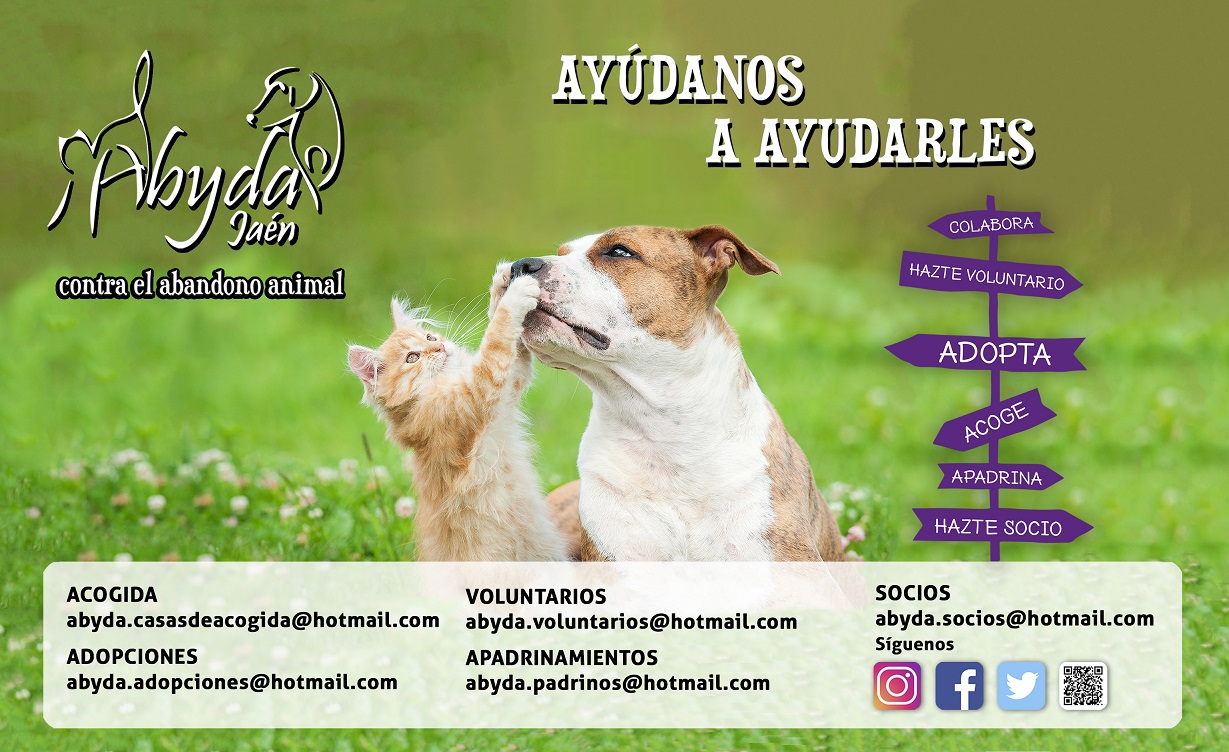 Abyda
Jaén
contra el abandono animal
AYÚDANOS
A AYUDARLES
COLABORA
HAZTE VOLUNTARIO
ADOPTA
ACOGE
APADRINA
HAZTE SOCIO
ACOGIDA
abyda.casasdeacogida@hotmail.com
ADOPCIONES
abyda.adopciones@hotmail.com
VOLUNTARIOS
abyda.voluntarios@hotmail.com
APADRINAMIENTOS
abyda.padrinos@hotmail.com
SOCIOS
abyda.socios@hotmail.com
Síguenos